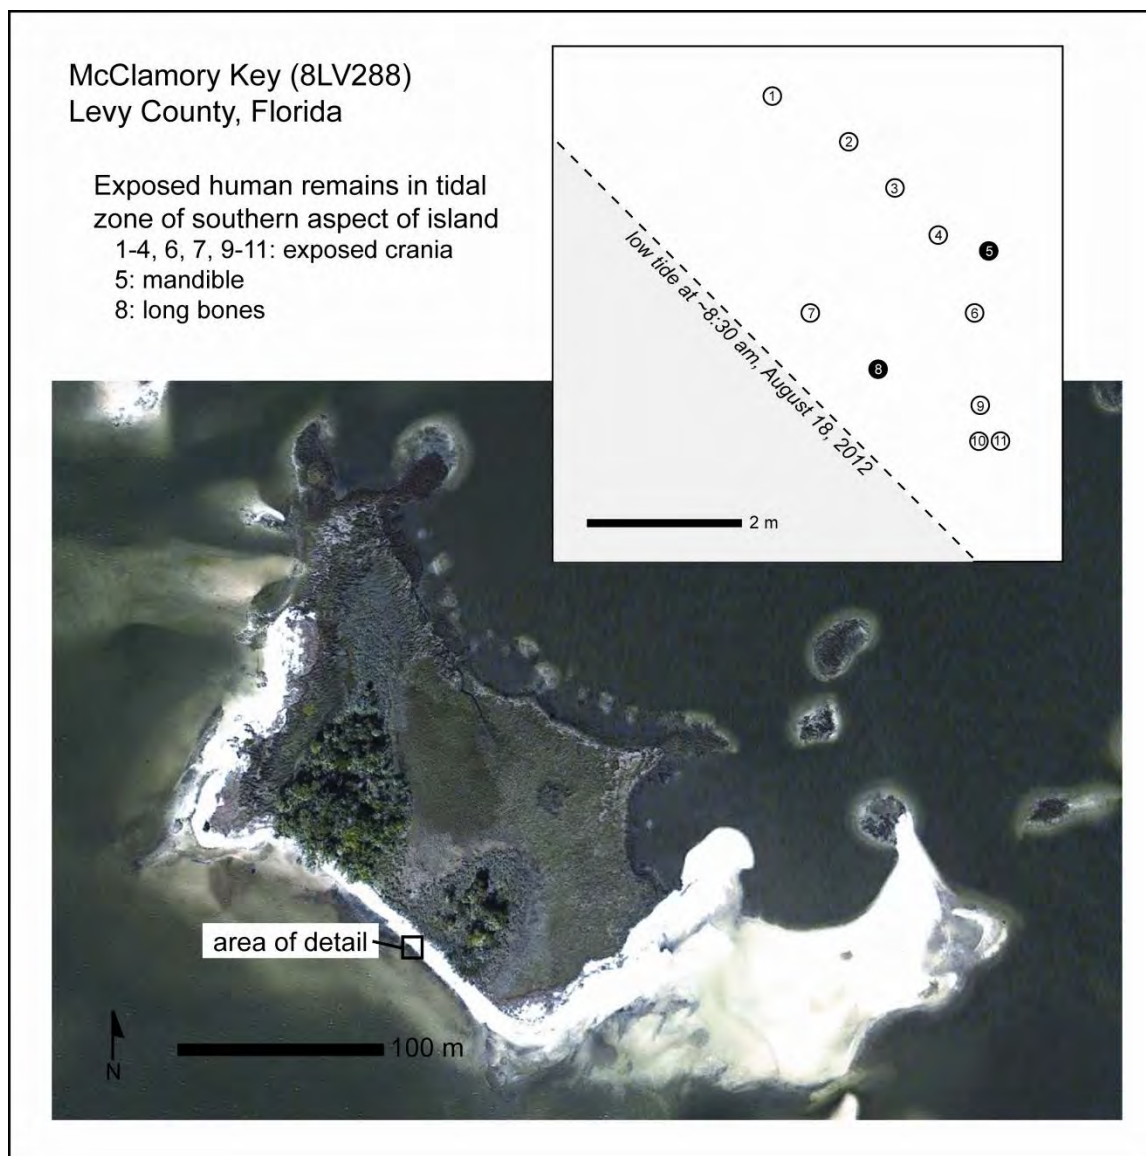 McClamory Key (8LV288)
Levy County, Florida
Exposed human remains in tidal
zone of southern aspect of island
1-4, 6, 7, 9-11: exposed crania
5: mandible
8: long bones
1
2
3
4
5
6
7
8
9
10 11
low tide at ~8:30 am, August 18, 2012
2 m
area of detail
N
100 m